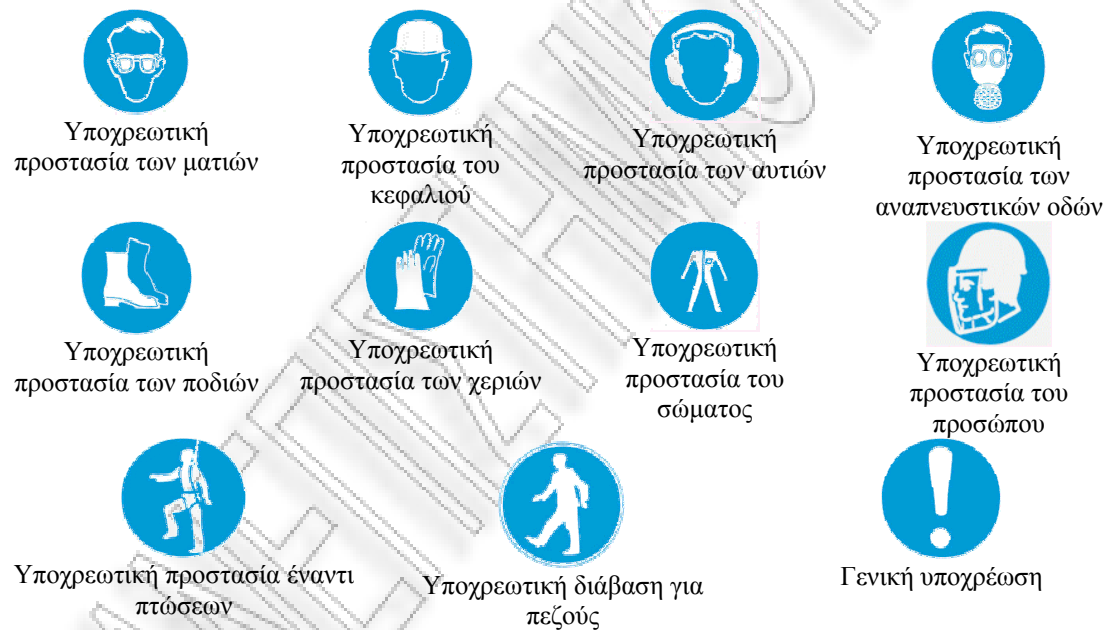 Υποχρεωτική
προστασία των ματιών
Υποχρεωτική
προστασία του
κεφαλιού
Υποχρεωτική
προστασία των αυτιών
Υποχρεωτική
προστασία των
αναπνευστικών οδών
Υποχρεωτική
προστασία των ποδιών
Υποχρεωτική
προστασία των χεριών
Υποχρεωτική
προστασία του
σώματος
Υποχρεωτική
προστασία του
προσώπου
Υποχρεωτική προστασία έναντι
πτώσεων
Υποχρεωτική διάβαση για
πεζούς
Γενική υποχρέωση